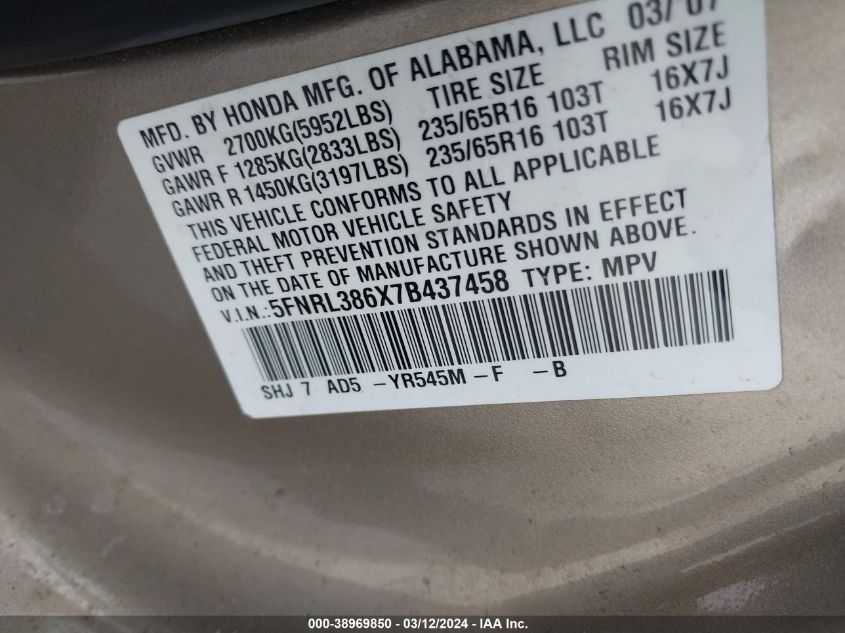 MFD. BY HONDA MFG. OF ALABAMA, LLC 03/07
GVWR 2700KG(5952LBS) TIRE SIZE RIM SIZE
GAWR F 1285KG(2833LBS) 235/65R16 103T 16X7J
GAWR R 1450KG(3197LBS) 235/65R16 103T 16X7J
THIS VEHICLE CONFORMS TO ALL APPLICABLE
FEDERAL MOTOR VEHICLE SAFETY
AND THEFT PREVENTION STANDARDS IN EFFECT
ON THE DATE OF MANUFACTURE SHOWN ABOVE.
V.I.N.:5FNRL386X7B437458 TYPE: MPV
SHJ 7 AD5 -YR545M -F -B
000-38969850 - 03/12/2024 - IAA Inc.